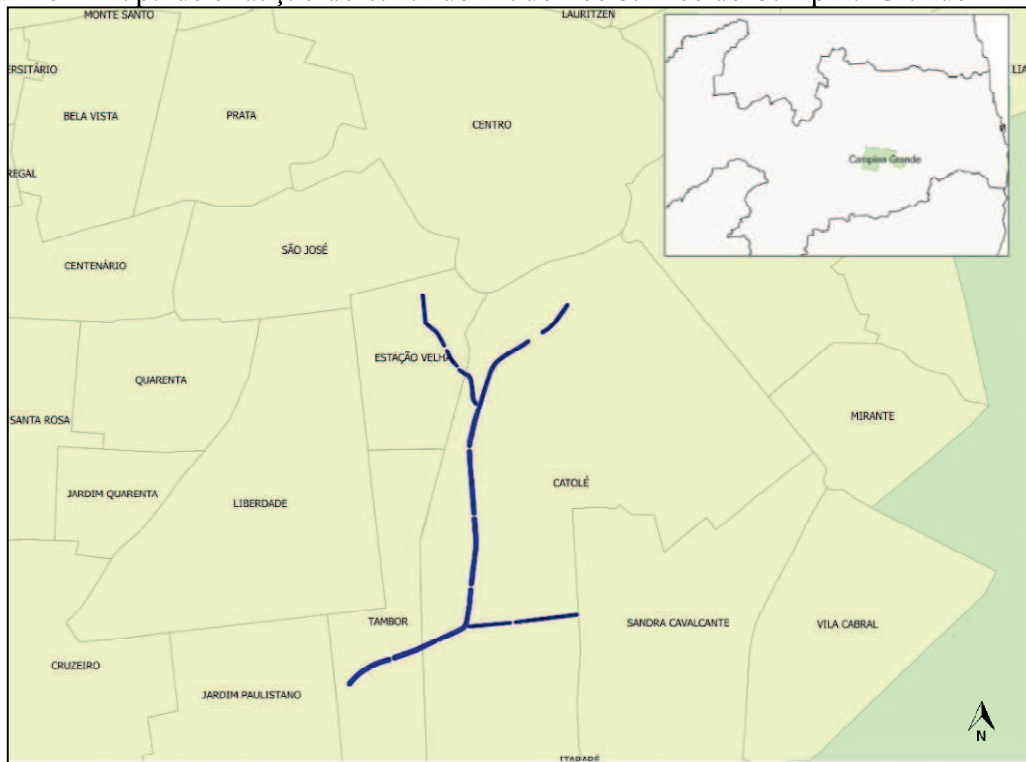 MONTE SANTO
LAURITZEN
ERSITÁRIO
BELA VISTA
PRATA
CENTRO
REGAL
Campina Grande
CENTENÁRIO
SÃO JOSÉ
ESTAÇÃO VELHA
QUARENTA
SANTA ROSA
MIRANTE
JARDIM QUARENTA
LIBERDADE
CATOLÉ
TAMBOR
SANDRA CAVALCANTE
VILA CABRAL
CRUZEIRO
JARDIM PAULISTANO
N